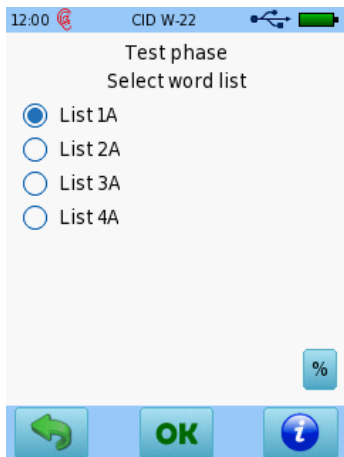 12:00 CID W-22
Test phase
Select word list
List 1A
List 2A
List 3A
List 4A
%
OK
i